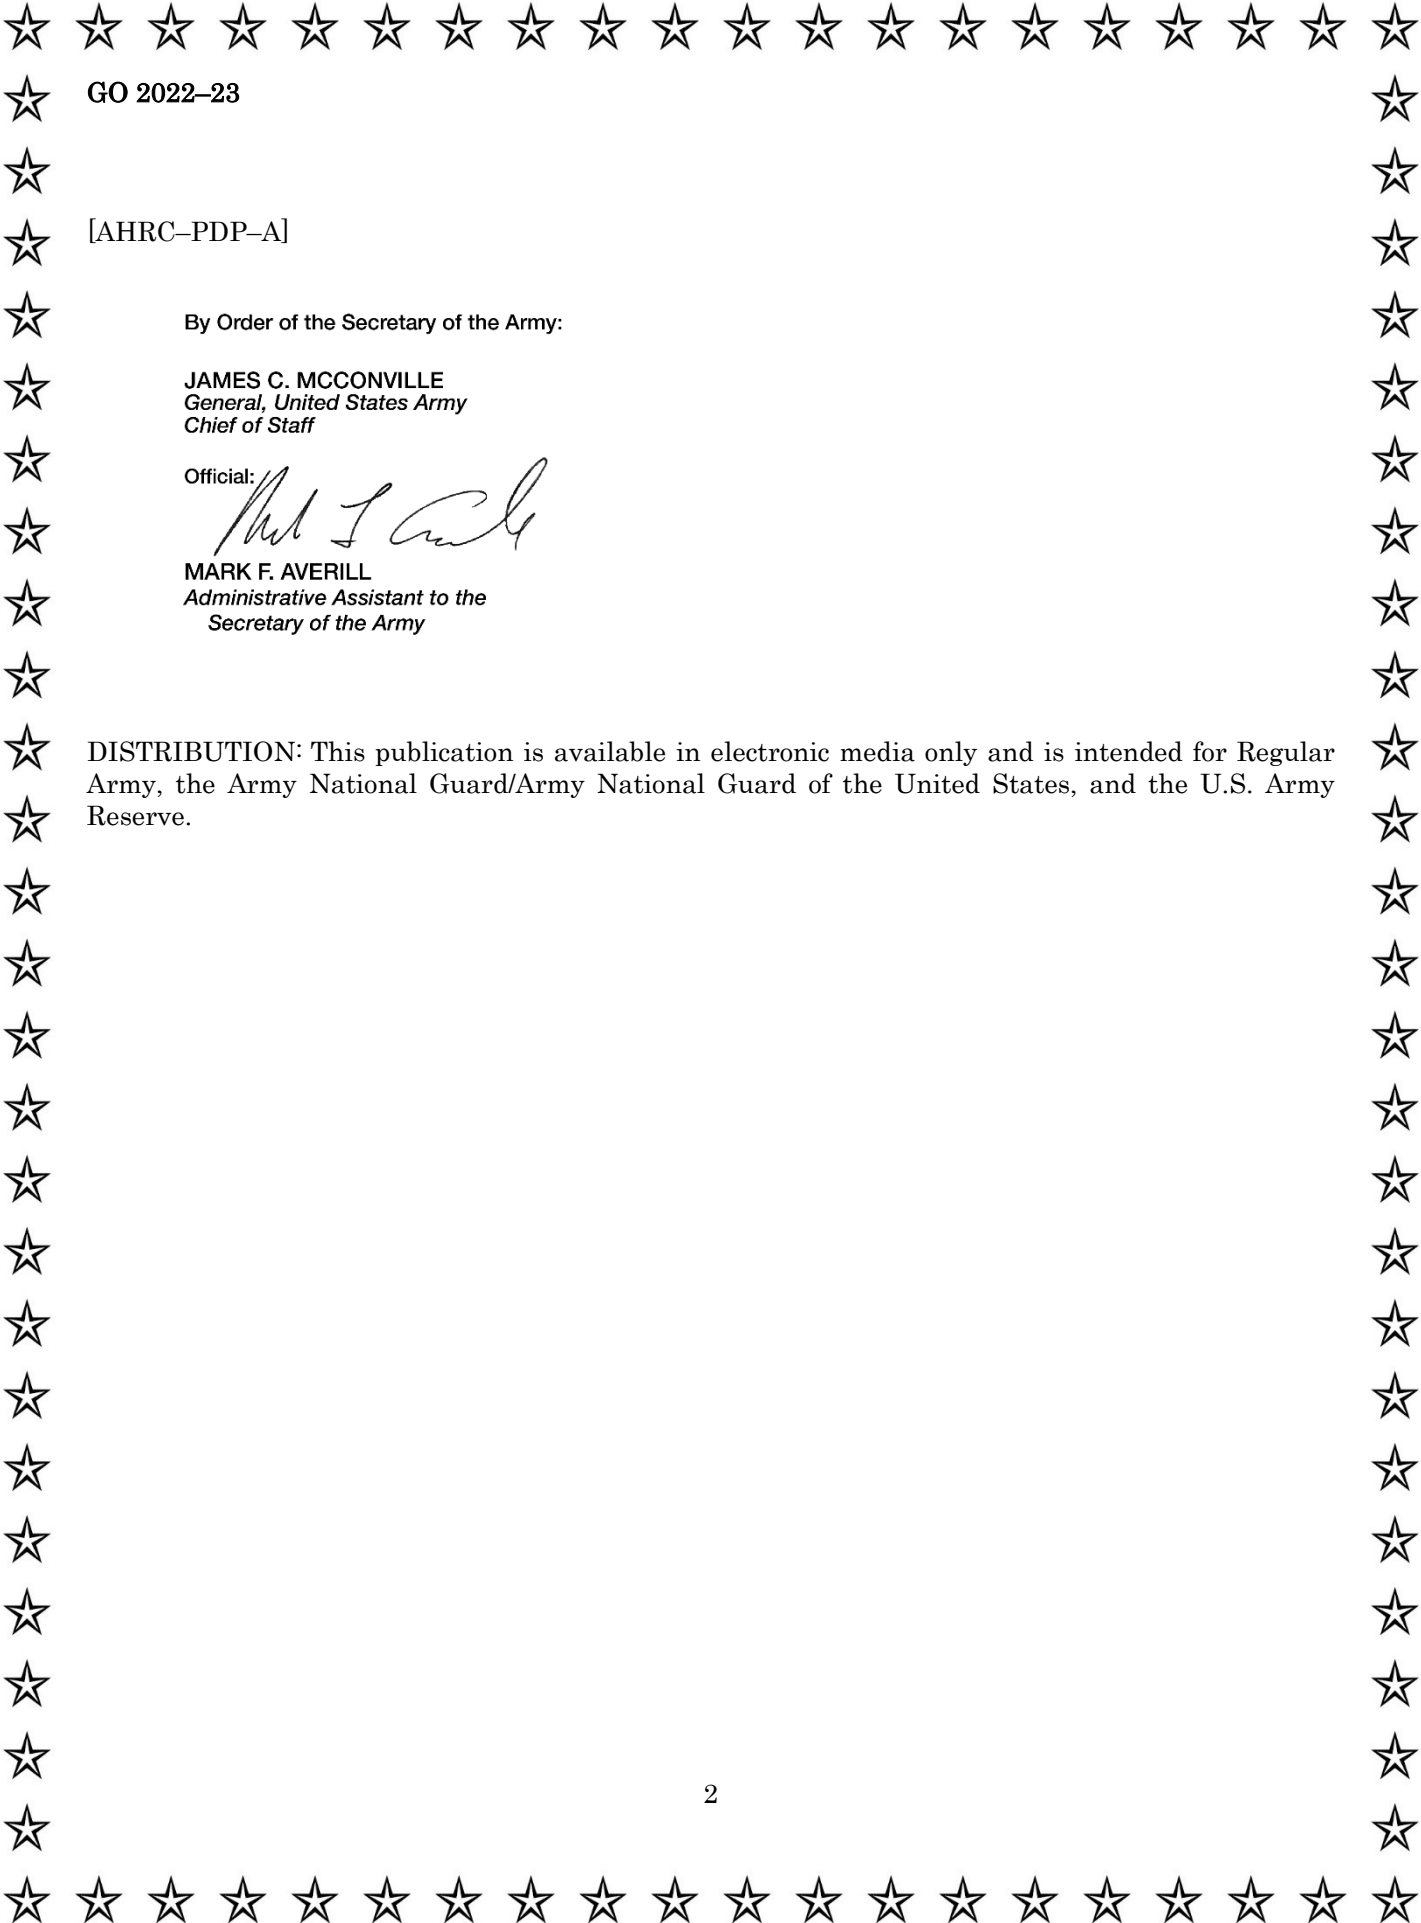 GO 2022–23
[AHRC–PDP–A]
By Order of the Secretary of the Army:
JAMES C. MCCONVILLE
General, United States Army
Chief of Staff
Official:
MARK F. AVERILL
Administrative Assistant to the
Secretary of the Army
DISTRIBUTION: This publication is available in electronic media only and is intended for Regular
Army, the Army National Guard/Army National Guard of the United States, and the U.S. Army
Reserve.
2